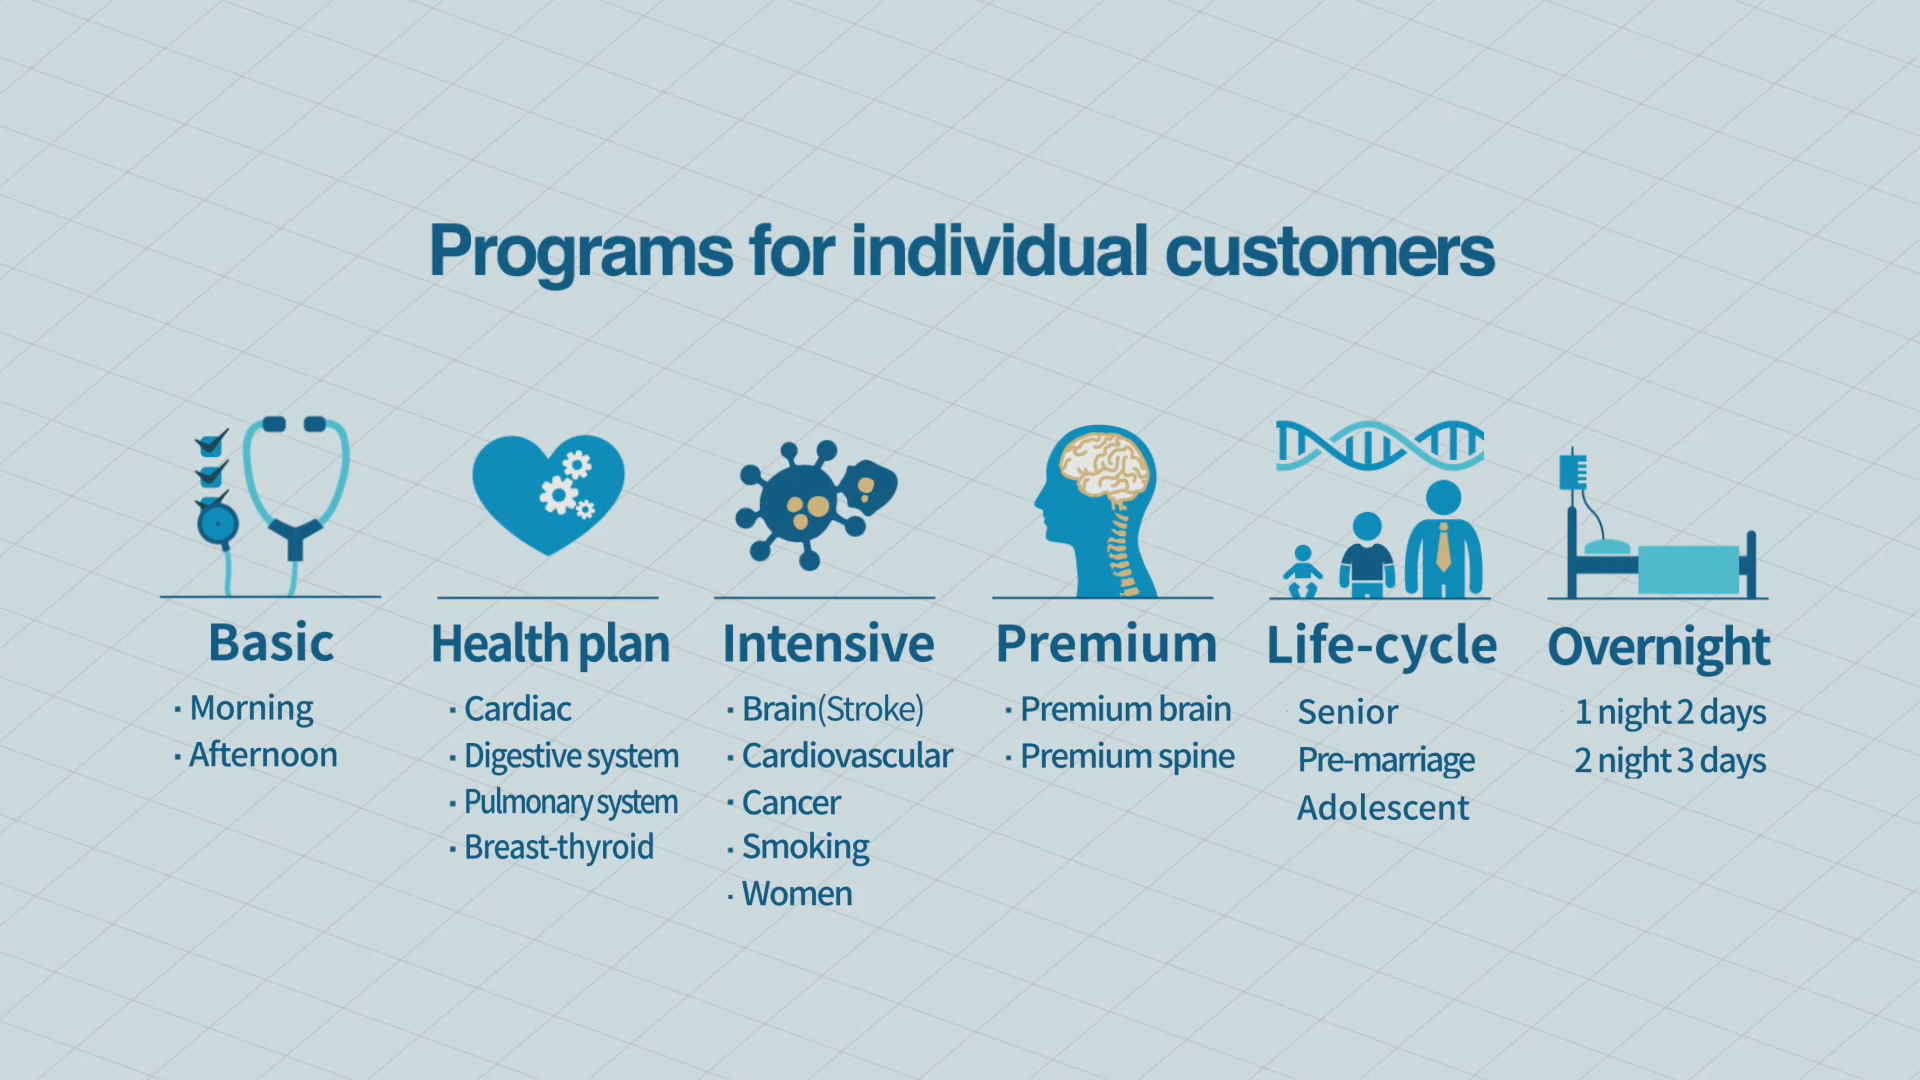 Programs for individual customers
Basic
· Morning
· Afternoon
Health plan
· Cardiac
· Digestive system
· Pulmonary system
· Breast-thyroid
Intensive
· Brain(Stroke)
· Cardiovascular
· Cancer
· Smoking
· Women
Premium
· Premium brain
· Premium spine
Life-cycle
Senior
Pre-marriage
Adolescent
Overnight
1 night 2 days
2 night 3 days